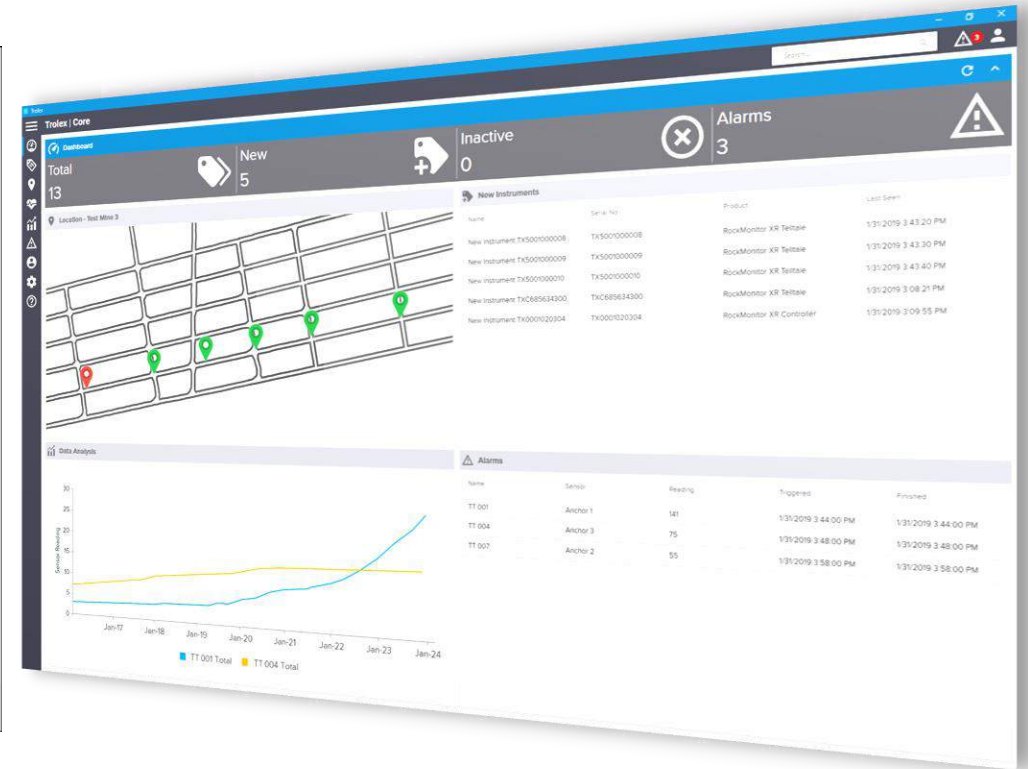 Trolex
Search...
3
Trolex | Core
Dashboard
Total
13
New
5
Inactive
0
Alarms
3
Location - Test Mine 3
New Instruments
Name Serial No Product Last Seen
New Instrument TX5001000008 TX5001000008 RockMonitor XR Telltale 1/31/2019 3:43:20 PM
New Instrument TX5001000009 TX5001000009 RockMonitor XR Telltale 1/31/2019 3:43:30 PM
New Instrument TX5001000010 TX5001000010 RockMonitor XR Telltale 1/31/2019 3:43:40 PM
New Instrument TXC685634300 TXC685634300 RockMonitor XR Telltale 1/31/2019 3:08:21 PM
New Instrument TX0001020304 TX0001020304 RockMonitor XR Controller 1/31/2019 3:09:55 PM
Data Analysis
Sensor Reading
30
25
20
15
10
5
0
Jan-17 Jan-18 Jan-19 Jan-20 Jan-21 Jan-22 Jan-23 Jan-24
TT 001 Total TT 004 Total
Alarms
Name Sensor Reading Triggered Finished
TT 001 Anchor 1 141 1/31/2019 3:44:00 PM 1/31/2019 3:44:00 PM
TT 004 Anchor 3 75 1/31/2019 3:48:00 PM 1/31/2019 3:48:00 PM
TT 007 Anchor 2 55 1/31/2019 3:58:00 PM 1/31/2019 3:58:00 PM